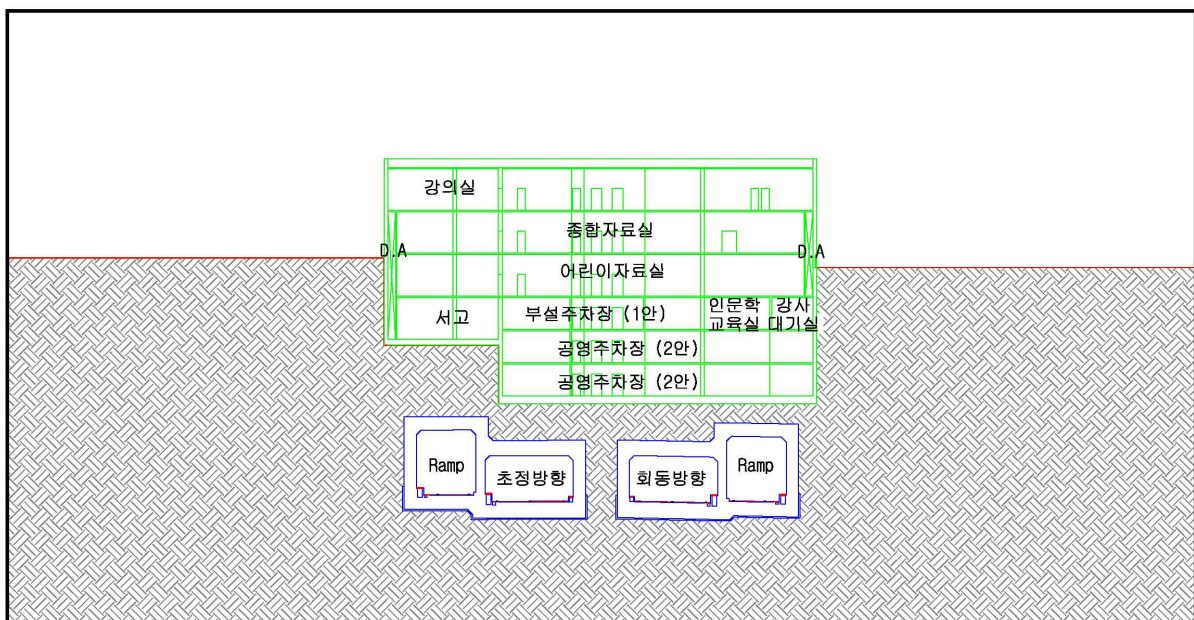 강의실
종합자료실
D.A
D.A
어린이자료실
서고
부설주차장 (1안)
인문학
교육실
강사
대기실
공영주차장 (2안)
공영주차장 (2안)
Ramp
초정방향
회동방향
Ramp